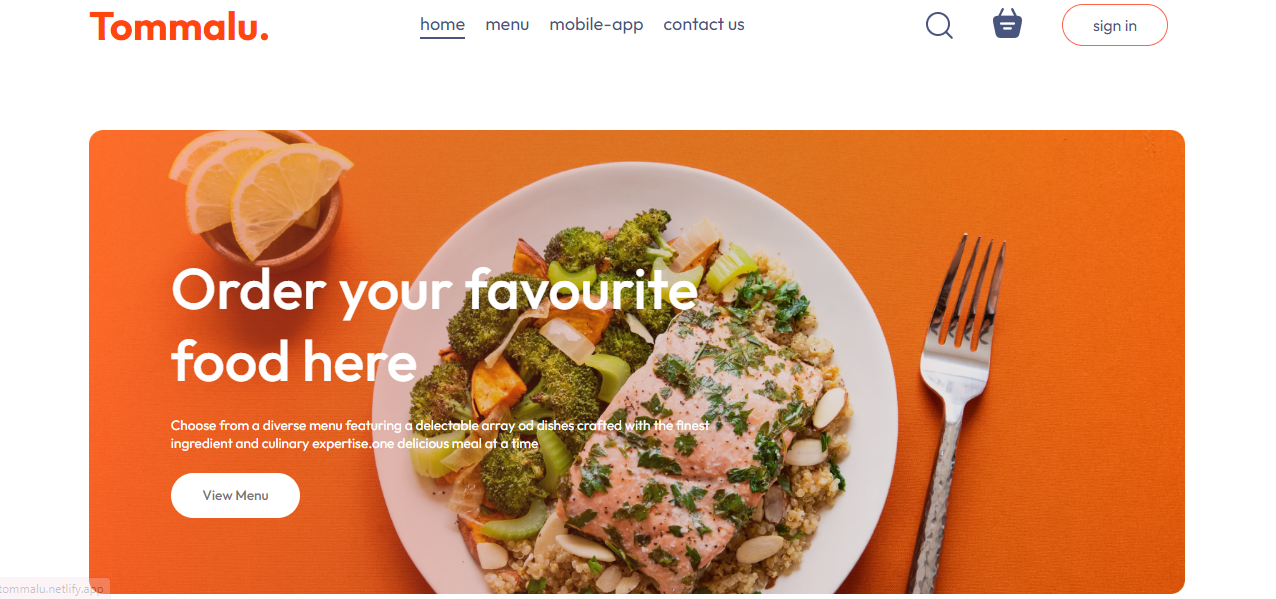 Tommalu.
home menu mobile-app contact us
sign in
Order your favourite
food here
Choose from a diverse menu featuring a delectable array od dishes crafted with the finest
ingredient and culinary expertise.one delicious meal at a time
View Menu
tommalu.netlify.app